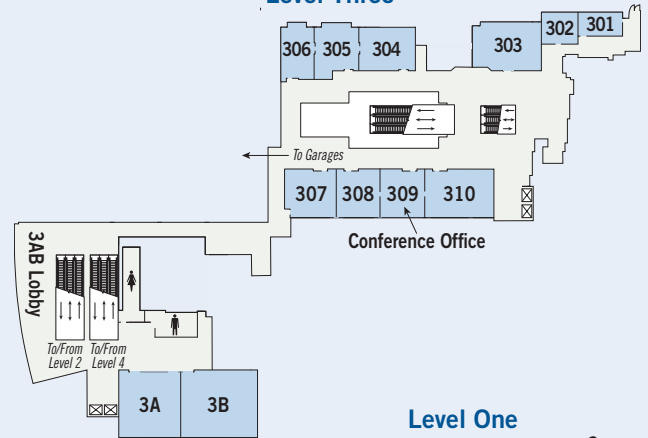 Level Three
302
301
306
305
304
303
To Garages
307
308
309
310
Conference Office
3AB Lobby
To/From
Level 2
To/From
Level 4
3A
3B
Level One